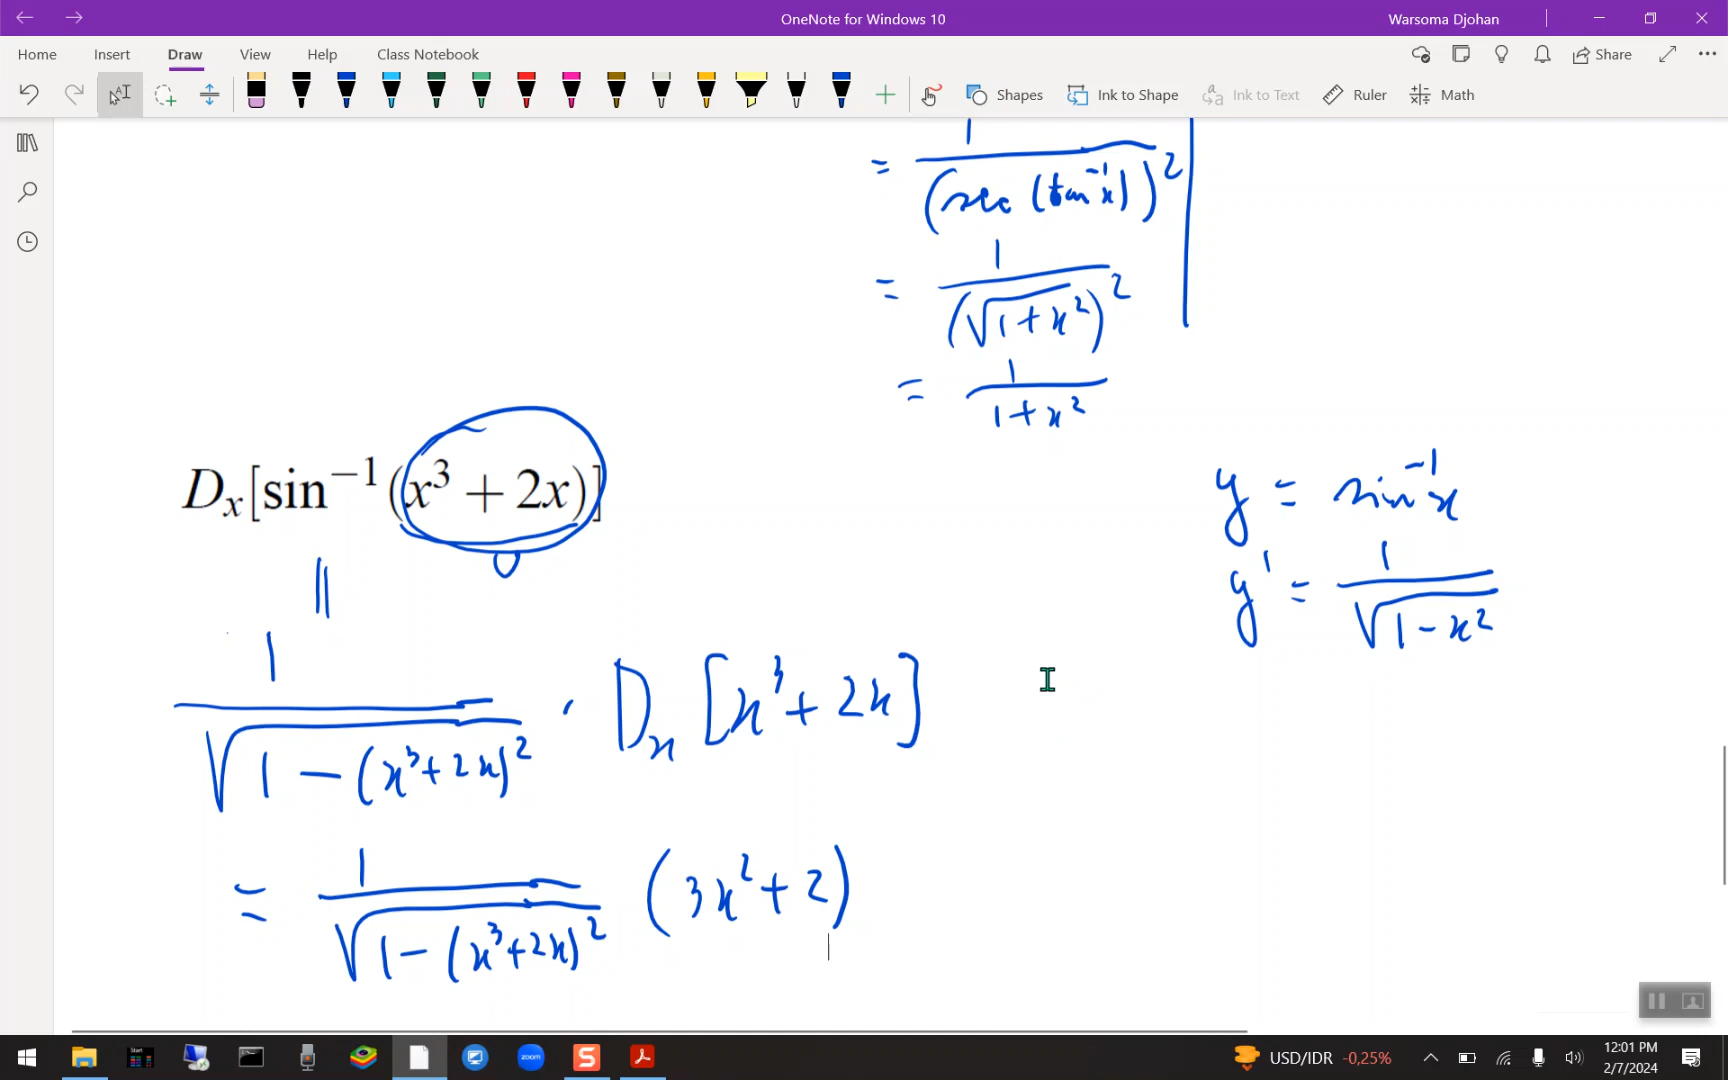 OneNote for Windows 10
Warsoma Djohan
Home Insert Draw View Help Class Notebook
Share
Shapes Ink to Shape Ink to Text Ruler Math
= 1/(sec (tan⁻¹x))²
= 1/(√(1+x²))²
= 1/(1+x²)
Dₓ[sin⁻¹(x³ + 2x)]
||
1/√(1 − (x³+2x)²) · Dₓ [x³+2x]
= 1/√(1−(x³+2x)²) (3x²+2)
y = sin⁻¹x
y' = 1/√(1−x²)
Start
zoom
S
USD/IDR -0,25%
12:01 PM
2/7/2024